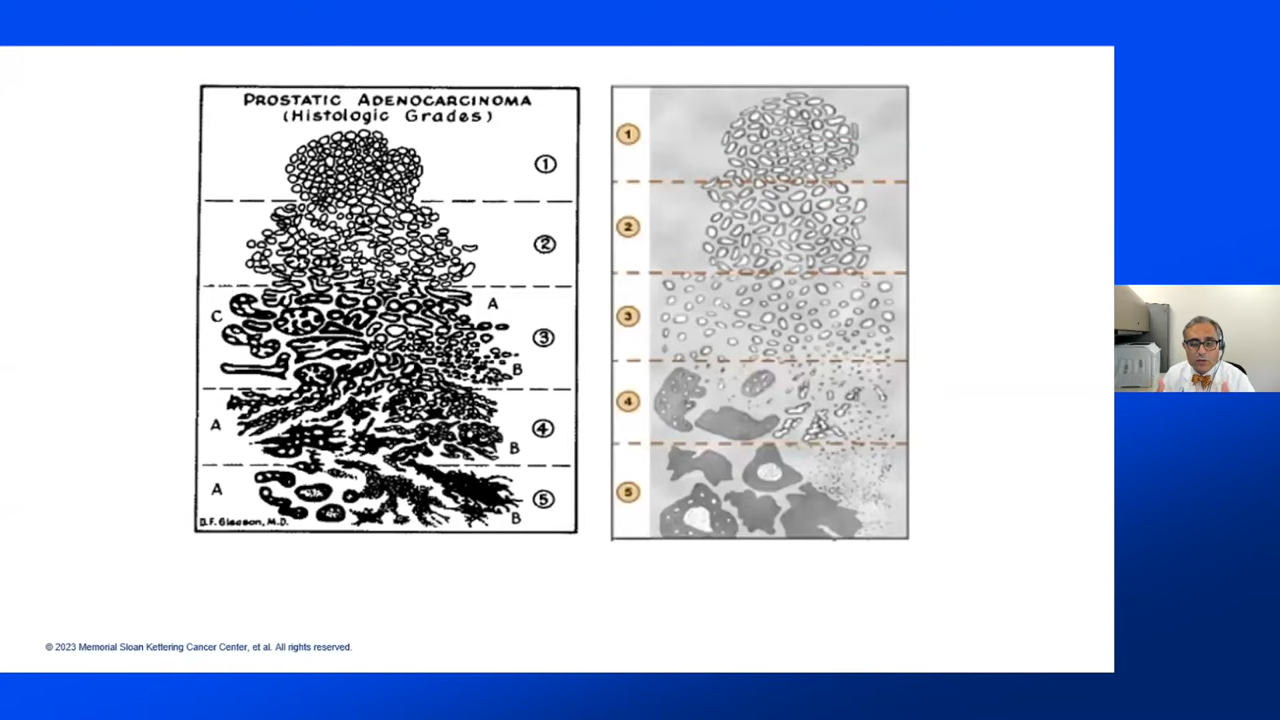 PROSTATIC ADENOCARCINOMA
(Histologic Grades)
1
2
A
C
3
B
A
4
B
A
5
B
D.F. Gleason, M.D.
1
2
3
4
5
© 2023 Memorial Sloan Kettering Cancer Center, et al. All rights reserved.